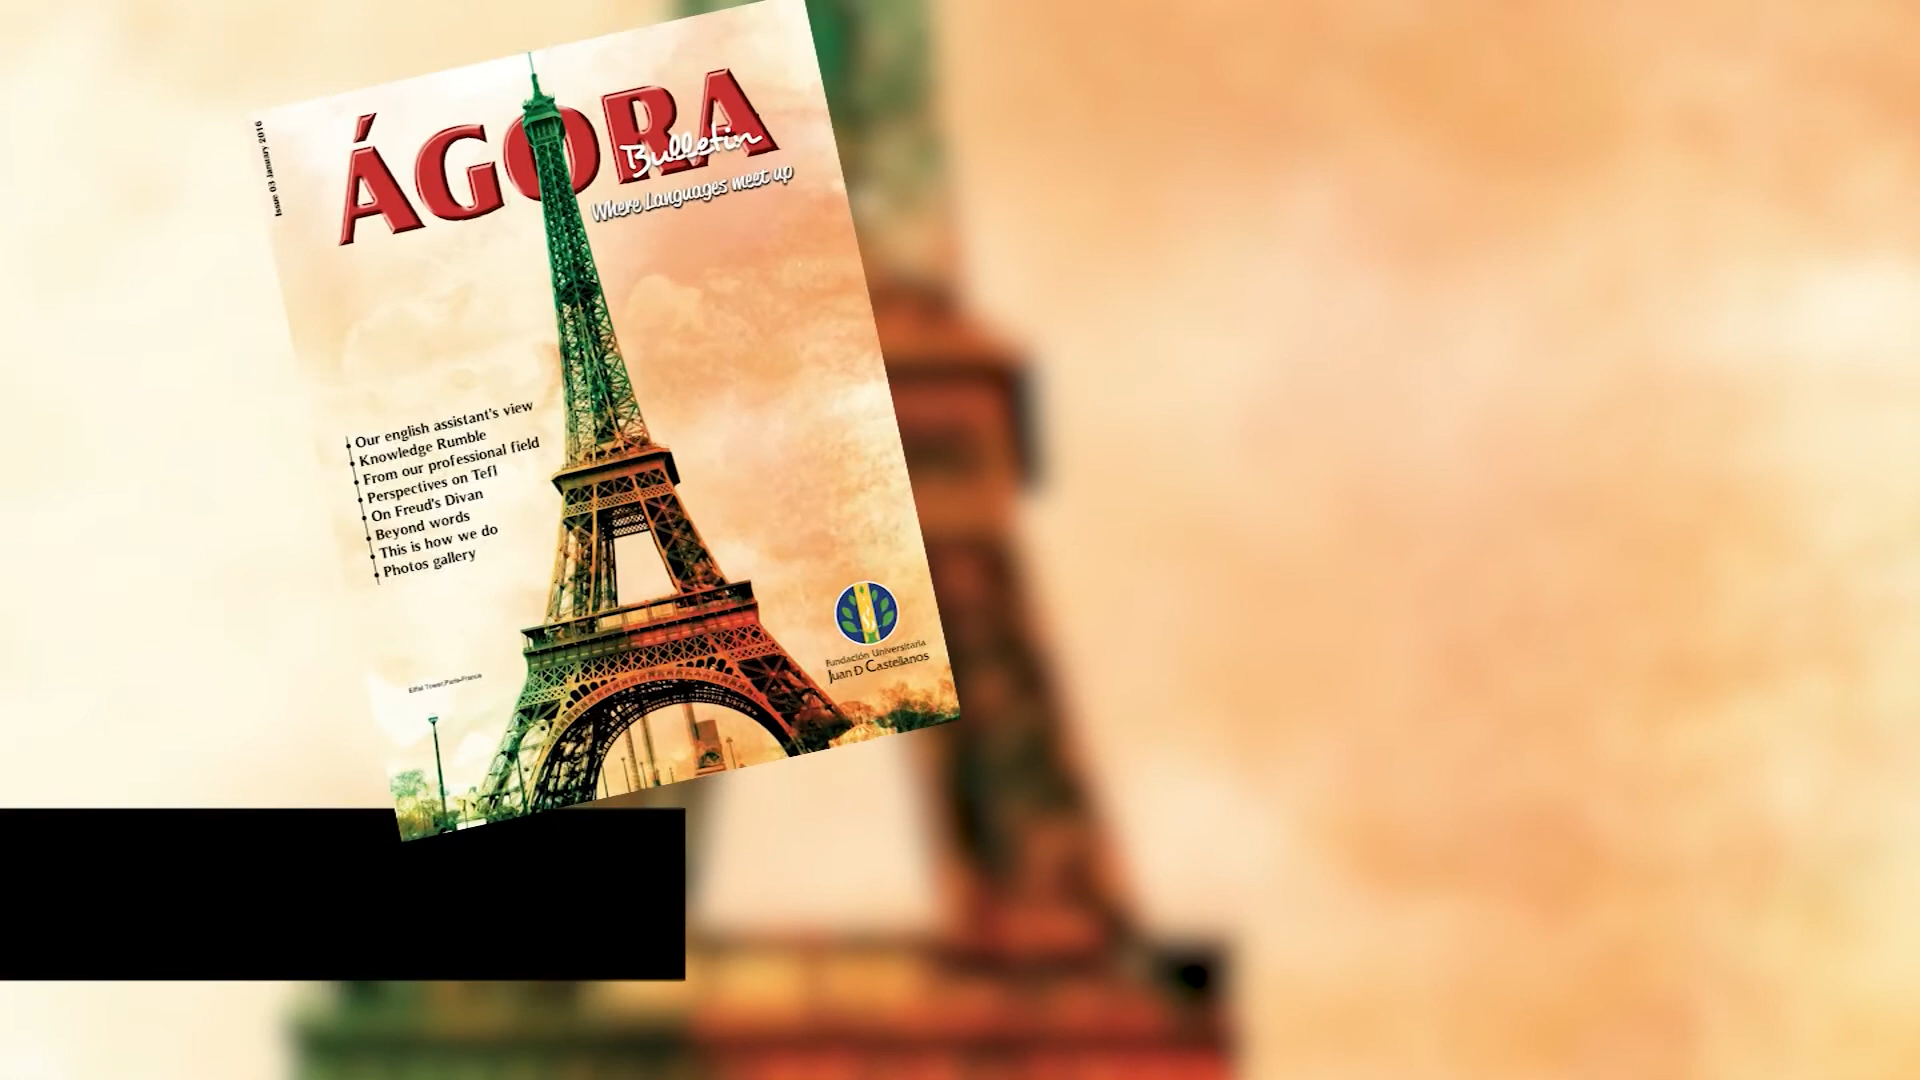 Issue 03 January 2016
ÁGORA
Bulletin
Where Languages meet up
Our english assistant's view
Knowledge Rumble
From our professional field
Perspectives on Tefl
On Freud's Divan
Beyond words
This is how we do
Photos gallery
Fundación Universitaria
Juan D Castellanos
Eiffel Tower,Paris-France